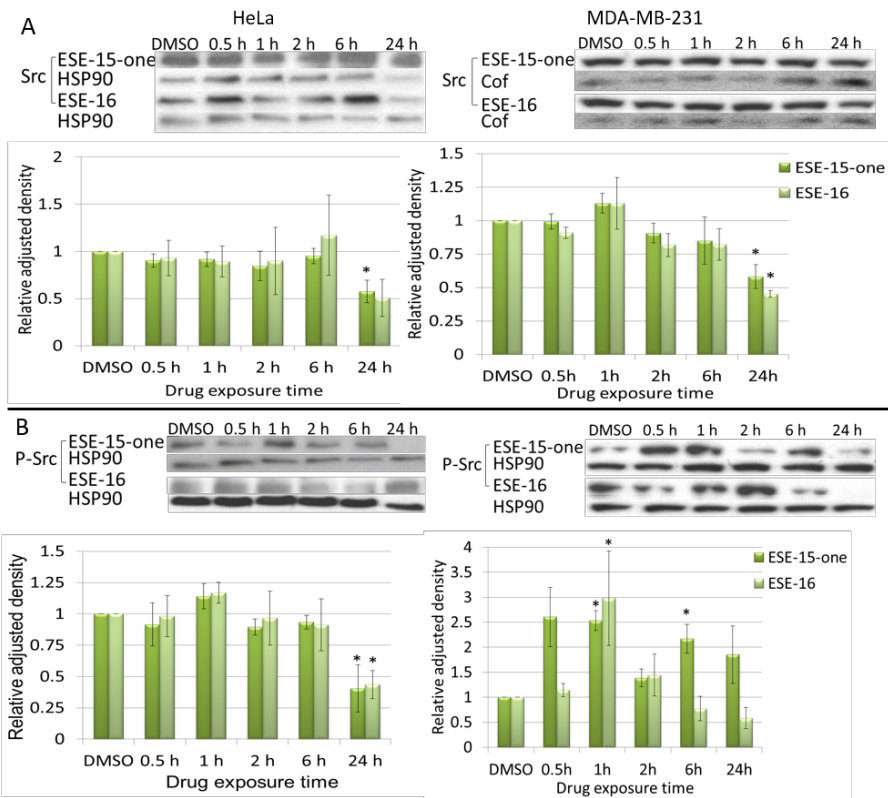 HeLa
MDA-MB-231
A
DMSO 0.5 h 1 h 2 h 6 h 24 h
Src
ESE-15-one
HSP90
ESE-16
HSP90
DMSO 0.5 h 1 h 2 h 6 h 24 h
Src
ESE-15-one
Cof
ESE-16
Cof
Relative adjusted density
2
1.5
1
0.5
0
*
DMSO 0.5 h 1 h 2 h 6 h 24 h
Drug exposure time
Relative adjusted density
1.5
1.25
1
0.75
0.5
0.25
0
* *
ESE-15-one
ESE-16
DMSO 0.5h 1h 2h 6h 24h
Drug exposure time
B
DMSO 0.5 h 1 h 2 h 6 h 24 h
P-Src
ESE-15-one
HSP90
ESE-16
HSP90
DMSO 0.5 h 1 h 2 h 6 h 24 h
P-Src
ESE-15-one
HSP90
ESE-16
HSP90
Relative adjusted density
1.5
1.25
1
0.75
0.5
0.25
0
* *
DMSO 0.5 h 1 h 2 h 6 h 24 h
Drug exposure time
Relative adjusted density
4
3.5
3
2.5
2
1.5
1
0.5
0
* * *
ESE-15-one
ESE-16
DMSO 0.5h 1h 2h 6h 24h
Drug exposure time